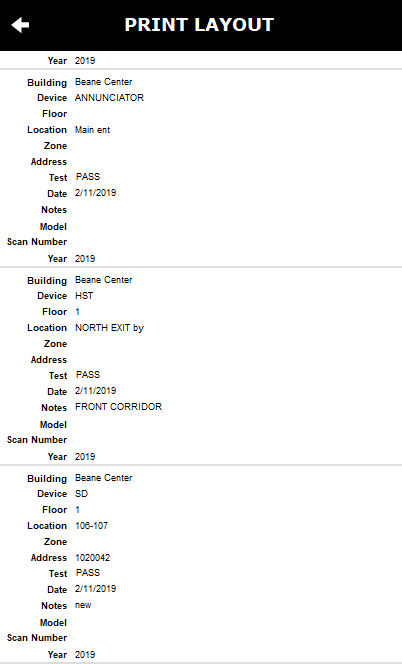 PRINT LAYOUT
Year 2019
Building Beane Center
Device ANNUNCIATOR
Floor
Location Main ent
Zone
Address
Test PASS
Date 2/11/2019
Notes
Model
Scan Number
Year 2019
Building Beane Center
Device HST
Floor 1
Location NORTH EXIT by
Zone
Address
Test PASS
Date 2/11/2019
Notes FRONT CORRIDOR
Model
Scan Number
Year 2019
Building Beane Center
Device SD
Floor 1
Location 106-107
Zone
Address 1020042
Test PASS
Date 2/11/2019
Notes new
Model
Scan Number
Year 2019